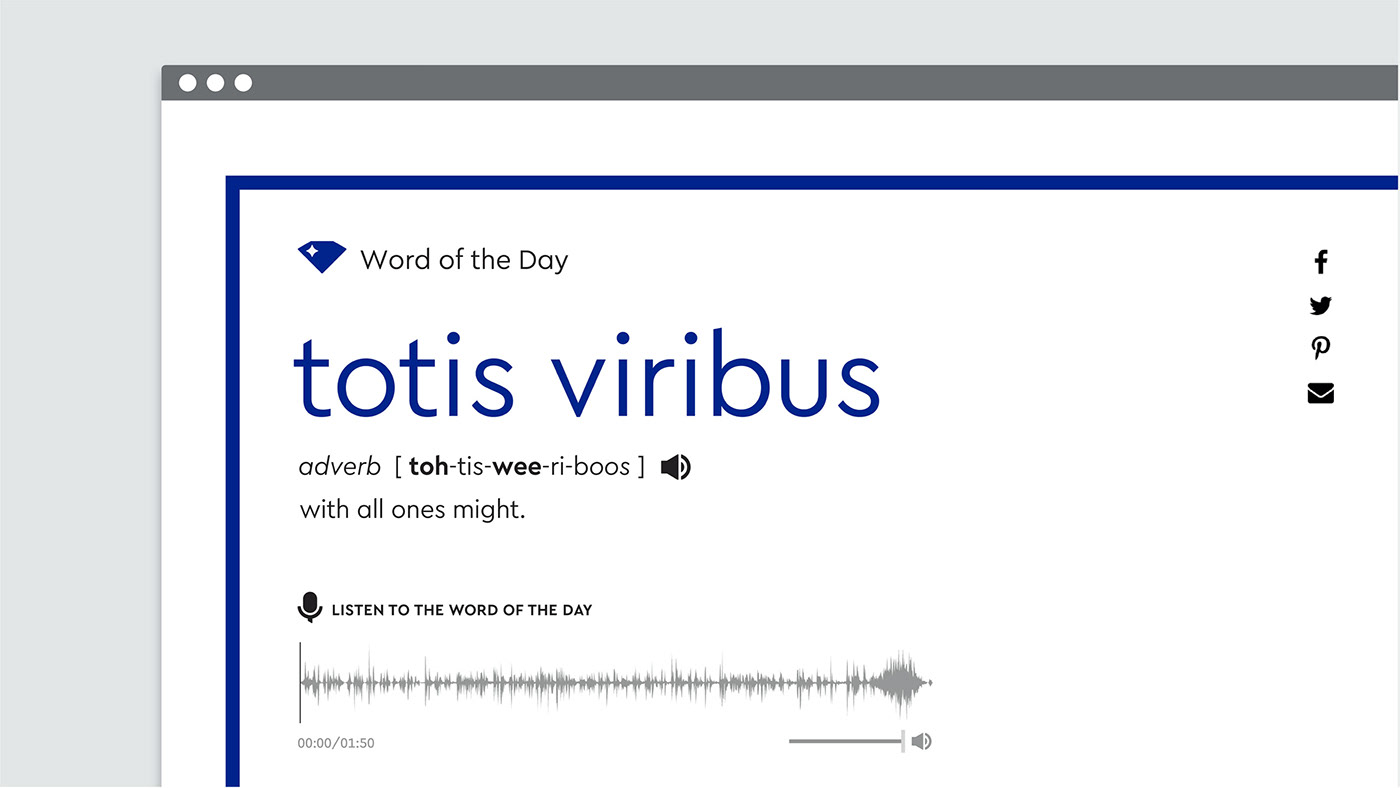 Word of the Day
totis viribus
adverb [ toh-tis-wee-ri-boos ]
with all ones might.
LISTEN TO THE WORD OF THE DAY
00:00/01:50